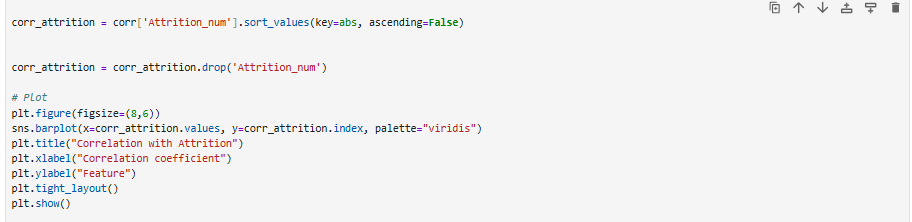 corr_attrition = corr['Attrition_num'].sort_values(key=abs, ascending=False)
corr_attrition = corr_attrition.drop('Attrition_num')
# Plot
plt.figure(figsize=(8,6))
sns.barplot(x=corr_attrition.values, y=corr_attrition.index, palette="viridis")
plt.title("Correlation with Attrition")
plt.xlabel("Correlation coefficient")
plt.ylabel("Feature")
plt.tight_layout()
plt.show()